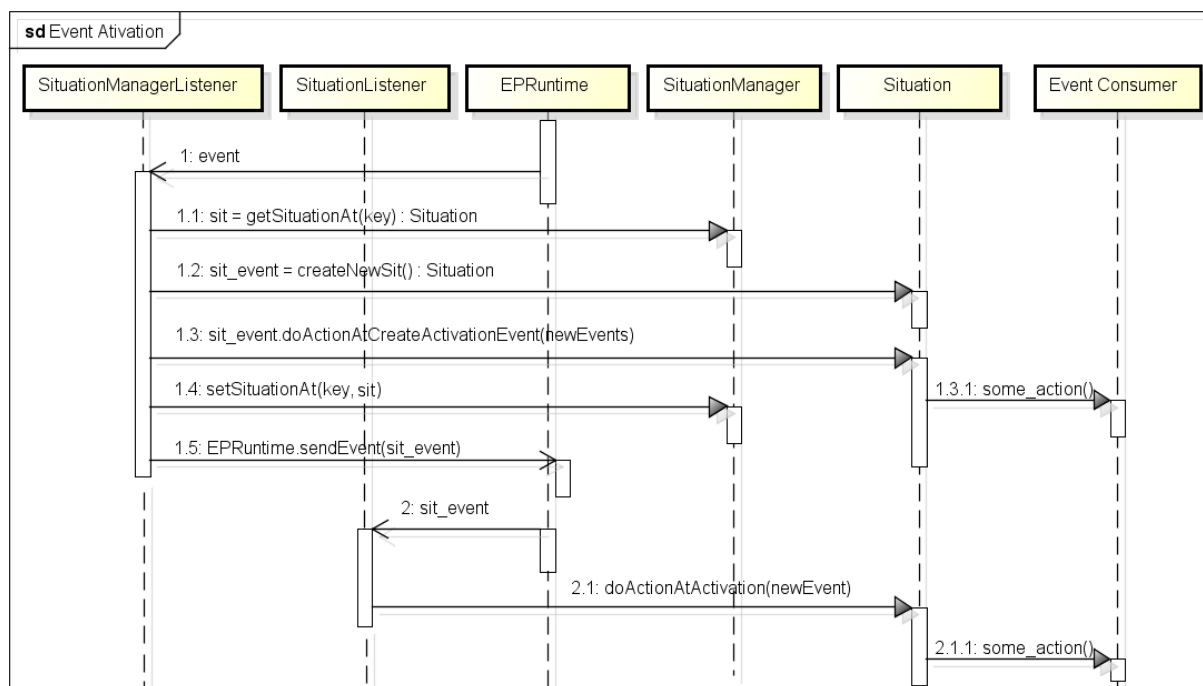 sd Event Ativation
SituationManagerListener
SituationListener
EPRuntime
SituationManager
Situation
Event Consumer
1: event
1.1: sit = getSituationAt(key) : Situation
1.2: sit_event = createNewSit() : Situation
1.3: sit_event.doActionAtCreateActivationEvent(newEvents)
1.4: setSituationAt(key, sit)
1.3.1: some_action()
1.5: EPRuntime.sendEvent(sit_event)
2: sit_event
2.1: doActionAtActivation(newEvent)
2.1.1: some_action()